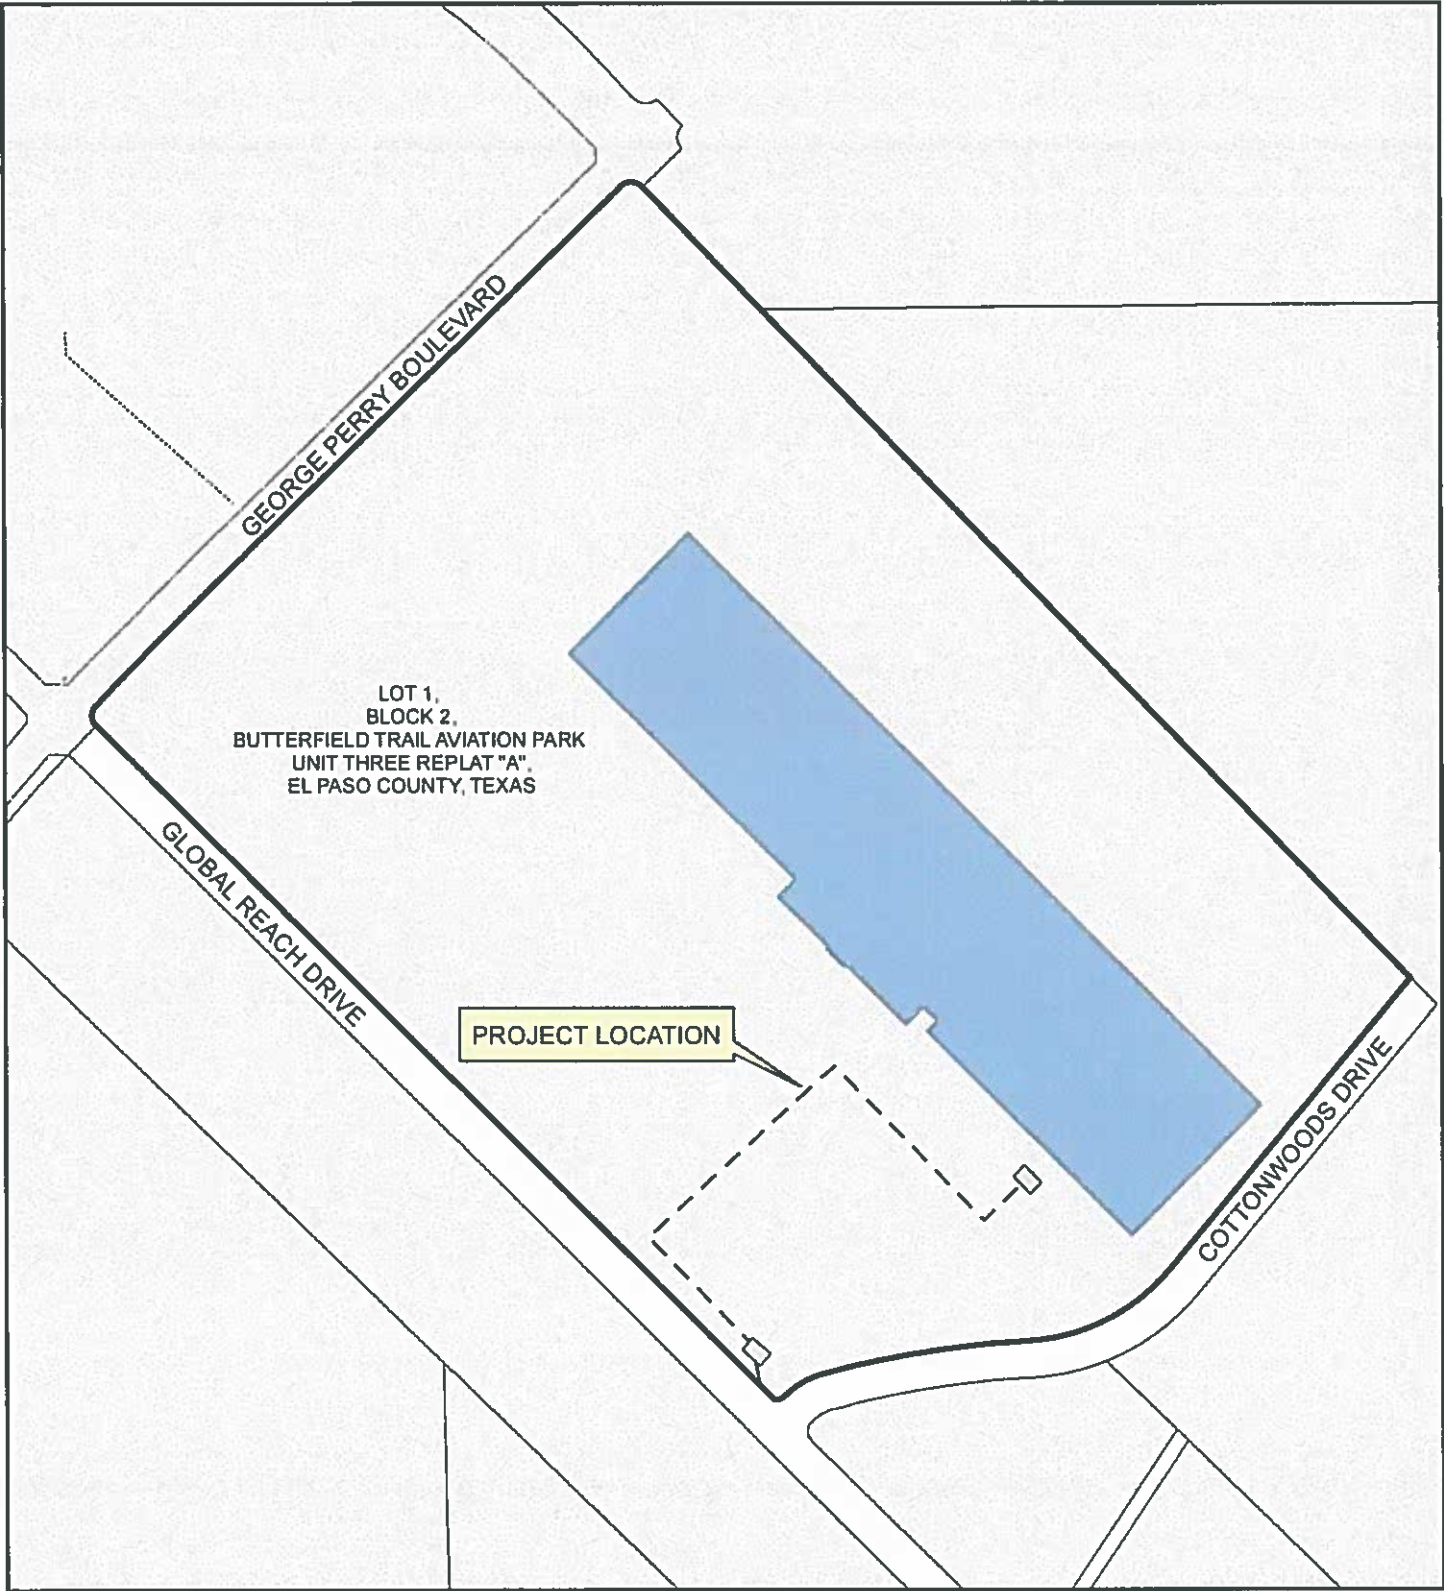 GEORGE PERRY BOULEVARD
LOT 1,
BLOCK 2,
BUTTERFIELD TRAIL AVIATION PARK
UNIT THREE REPLAT "A",
EL PASO COUNTY, TEXAS
GLOBAL REACH DRIVE
PROJECT LOCATION
COTTONWOODS DRIVE